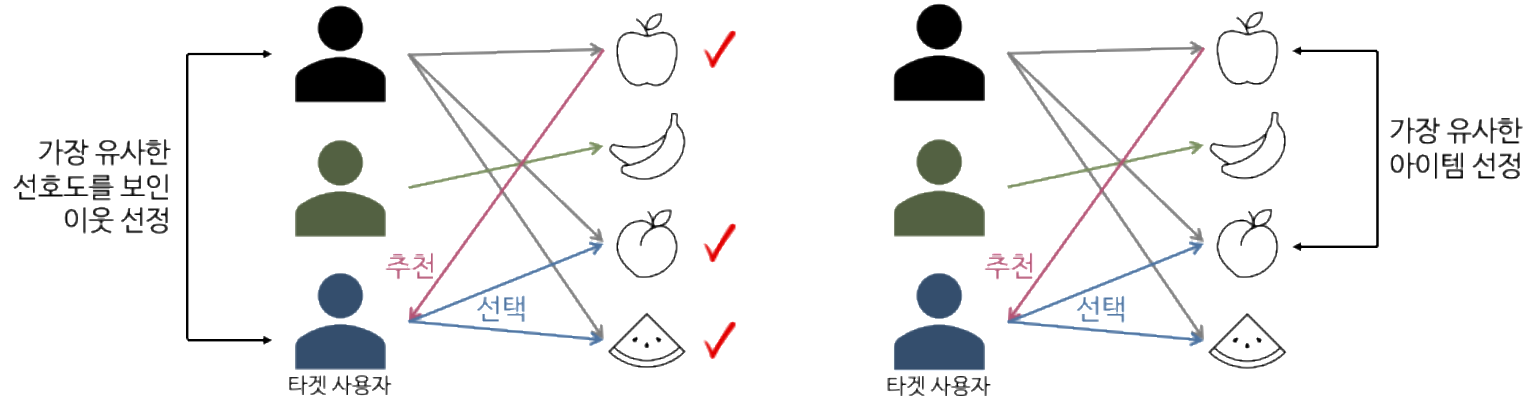 가장 유사한
선호도를 보인
이웃 선정
추천
선택
타겟 사용자
추천
선택
타겟 사용자
가장 유사한
아이템 선정